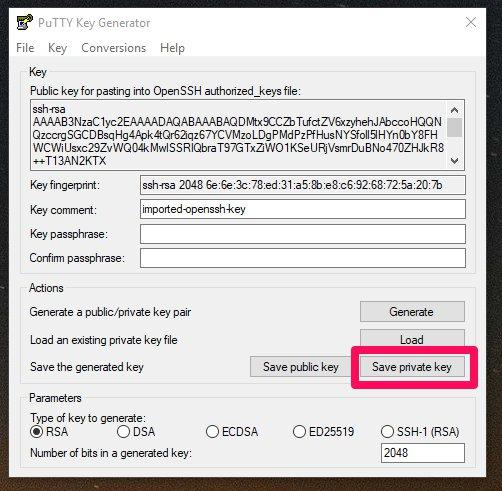 PuTTY Key Generator
File Key Conversions Help
Key
Public key for pasting into OpenSSH authorized_keys file:
ssh-rsa
AAAAB3NzaC1yc2EAAAADAQABAAABAQDMtx9CCZbTufctZV6xzyhehJAbccoHQQN
QzccrgSGCDBsqHg4Apk4tQr62iqz67YCVMzoLDgPMdPzPfHusNYSfoll5lHYn0bY8FH
WCWiUsxc29ZvWQ04kMwlSSRIQbraT97GTxZiWO1KSeURjVsmrDuBNo470ZHJkR8
++T13AN2KTX
Key fingerprint: ssh-rsa 2048 6e:6e:3c:78:ed:31:a5:8b:e8:c6:92:68:72:5a:20:7b
Key comment: imported-openssh-key
Key passphrase:
Confirm passphrase:
Actions
Generate a public/private key pair Generate
Load an existing private key file Load
Save the generated key Save public key Save private key
Parameters
Type of key to generate:
RSA DSA ECDSA ED25519 SSH-1 (RSA)
Number of bits in a generated key: 2048